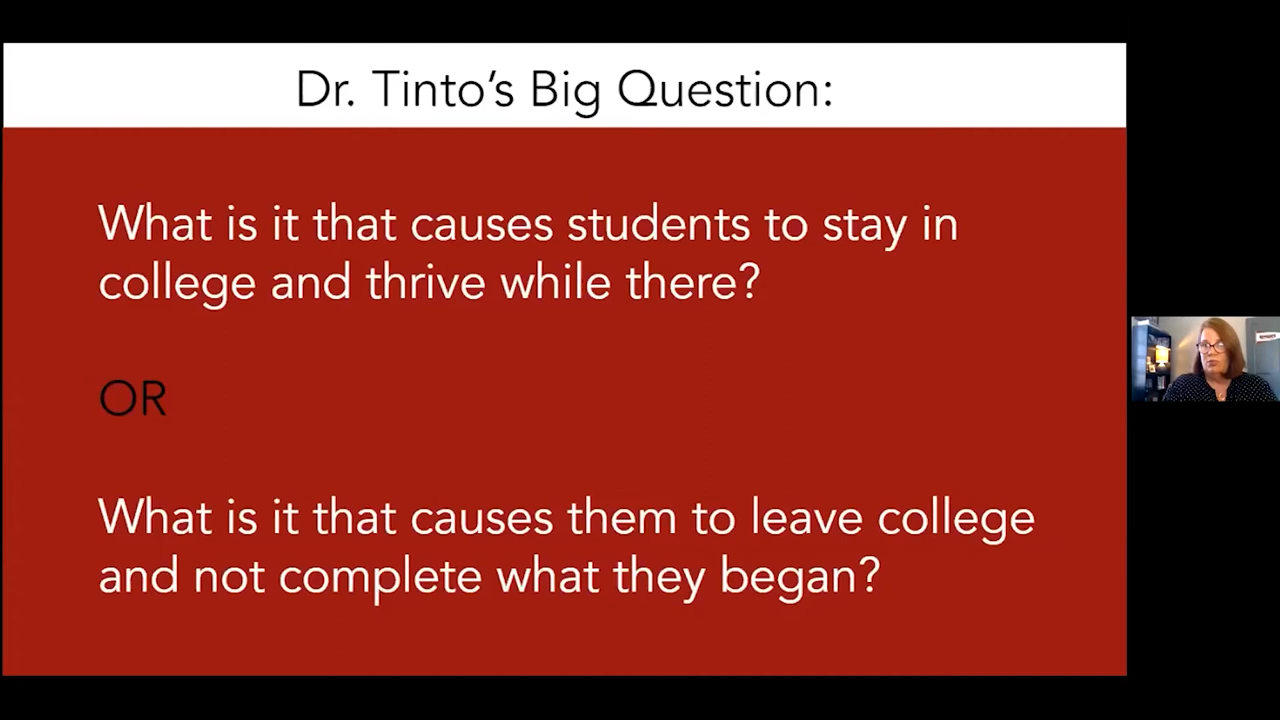 Dr. Tinto's Big Question:
What is it that causes students to stay in
college and thrive while there?
OR
What is it that causes them to leave college
and not complete what they began?